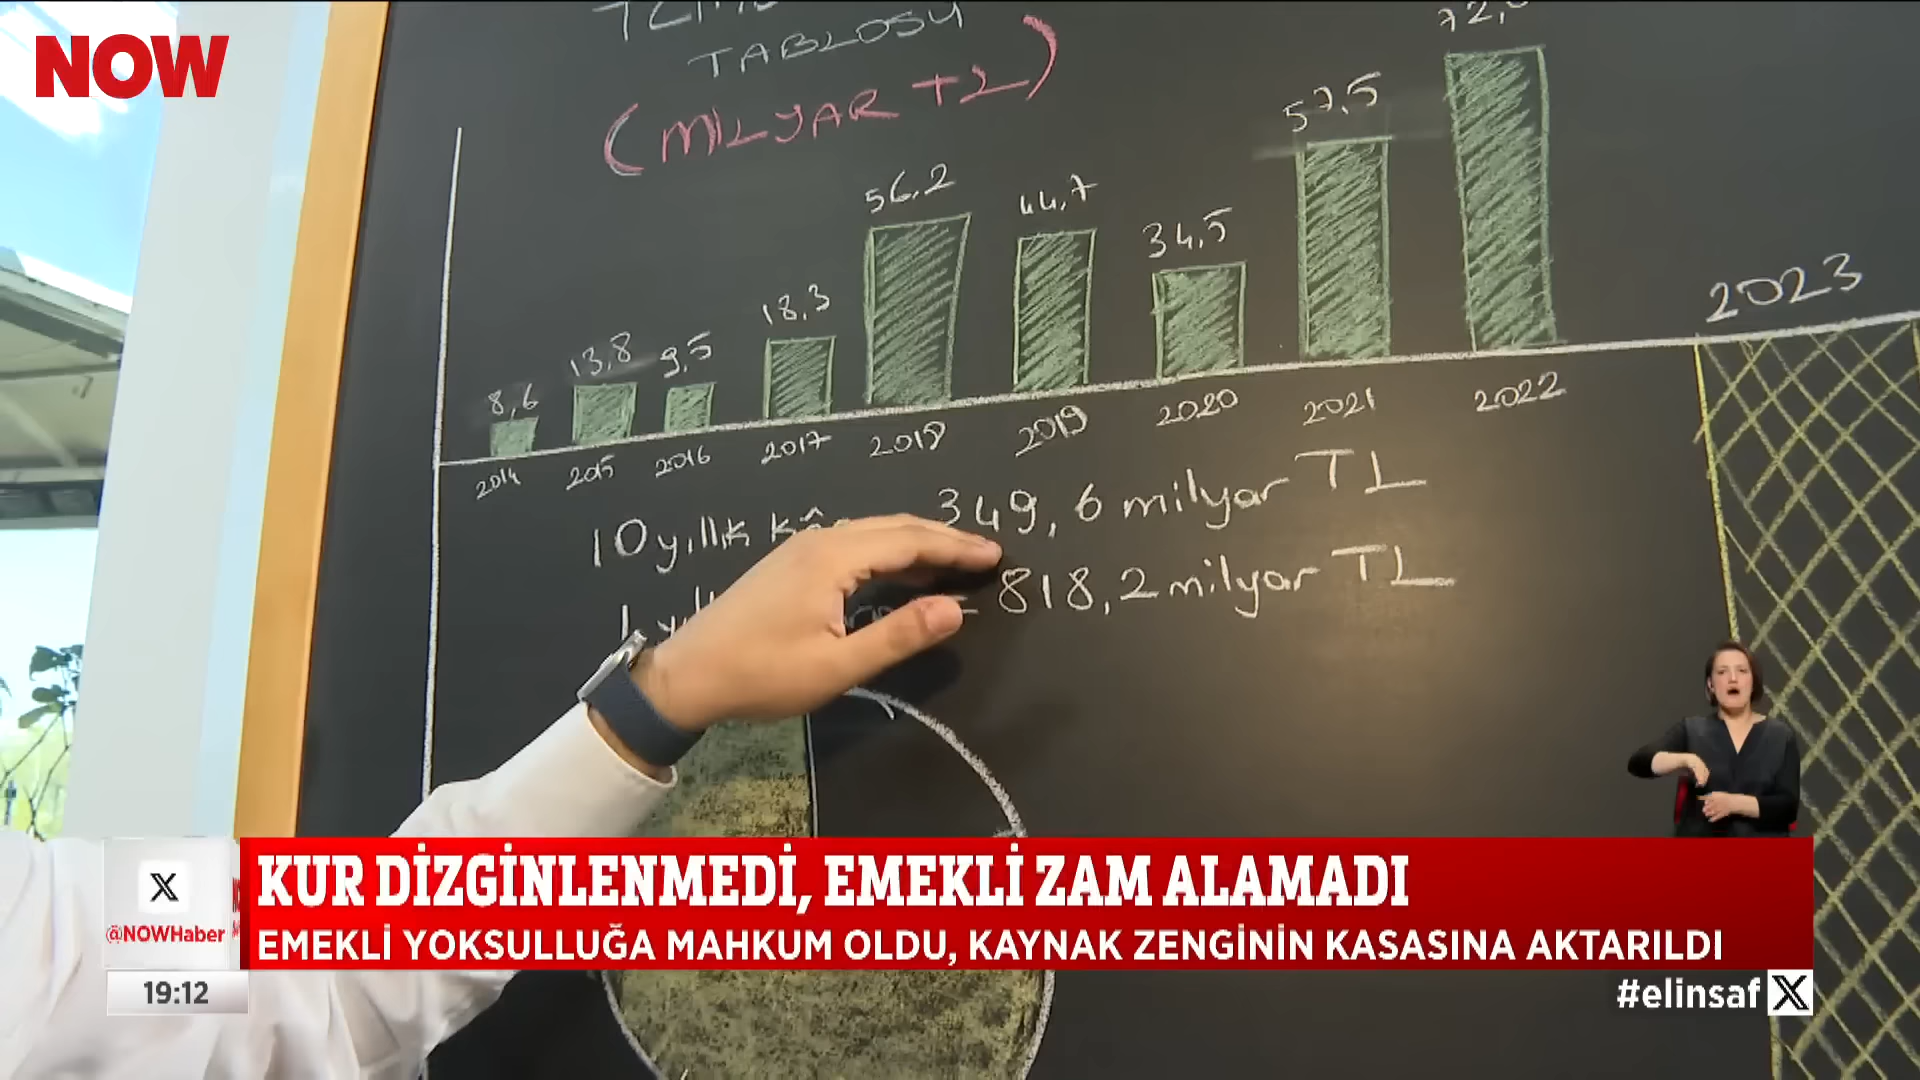 NOW
TABLOSU
(MİLYAR TL)
8,6
13,8
9,5
18,3
56,2
44,7
34,5
57,5
2014
2015
2016
2017
2018
2019
2020
2021
2022
2023
10 yıllık 349,6 milyar TL
= 818,2 milyar TL
KUR DİZGİNLENMEDİ, EMEKLİ ZAM ALAMADI
EMEKLİ YOKSULLUĞA MAHKUM OLDU, KAYNAK ZENGİNİN KASASINA AKTARILDI
X
@NOWHaber
19:12
#elinsaf X